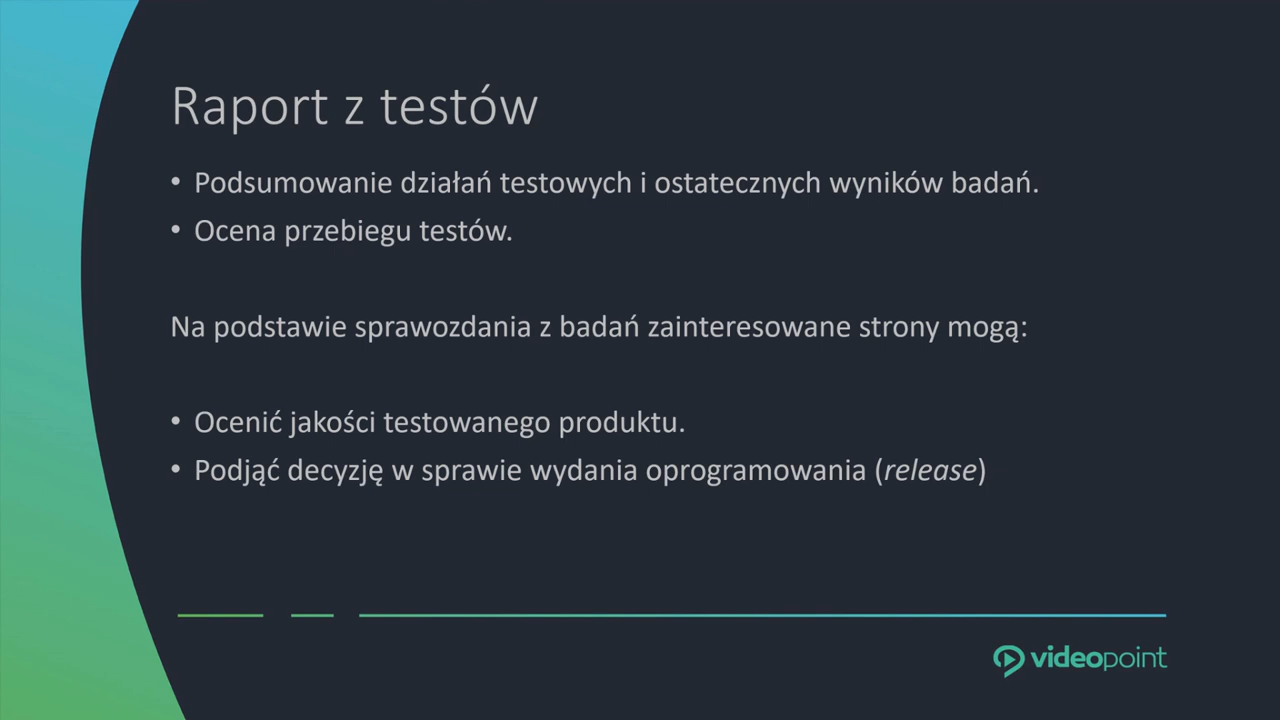 Raport z testów
• Podsumowanie działań testowych i ostatecznych wyników badań.
• Ocena przebiegu testów.
Na podstawie sprawozdania z badań zainteresowane strony mogą:
• Ocenić jakości testowanego produktu.
• Podjąć decyzję w sprawie wydania oprogramowania (release)
videopoint